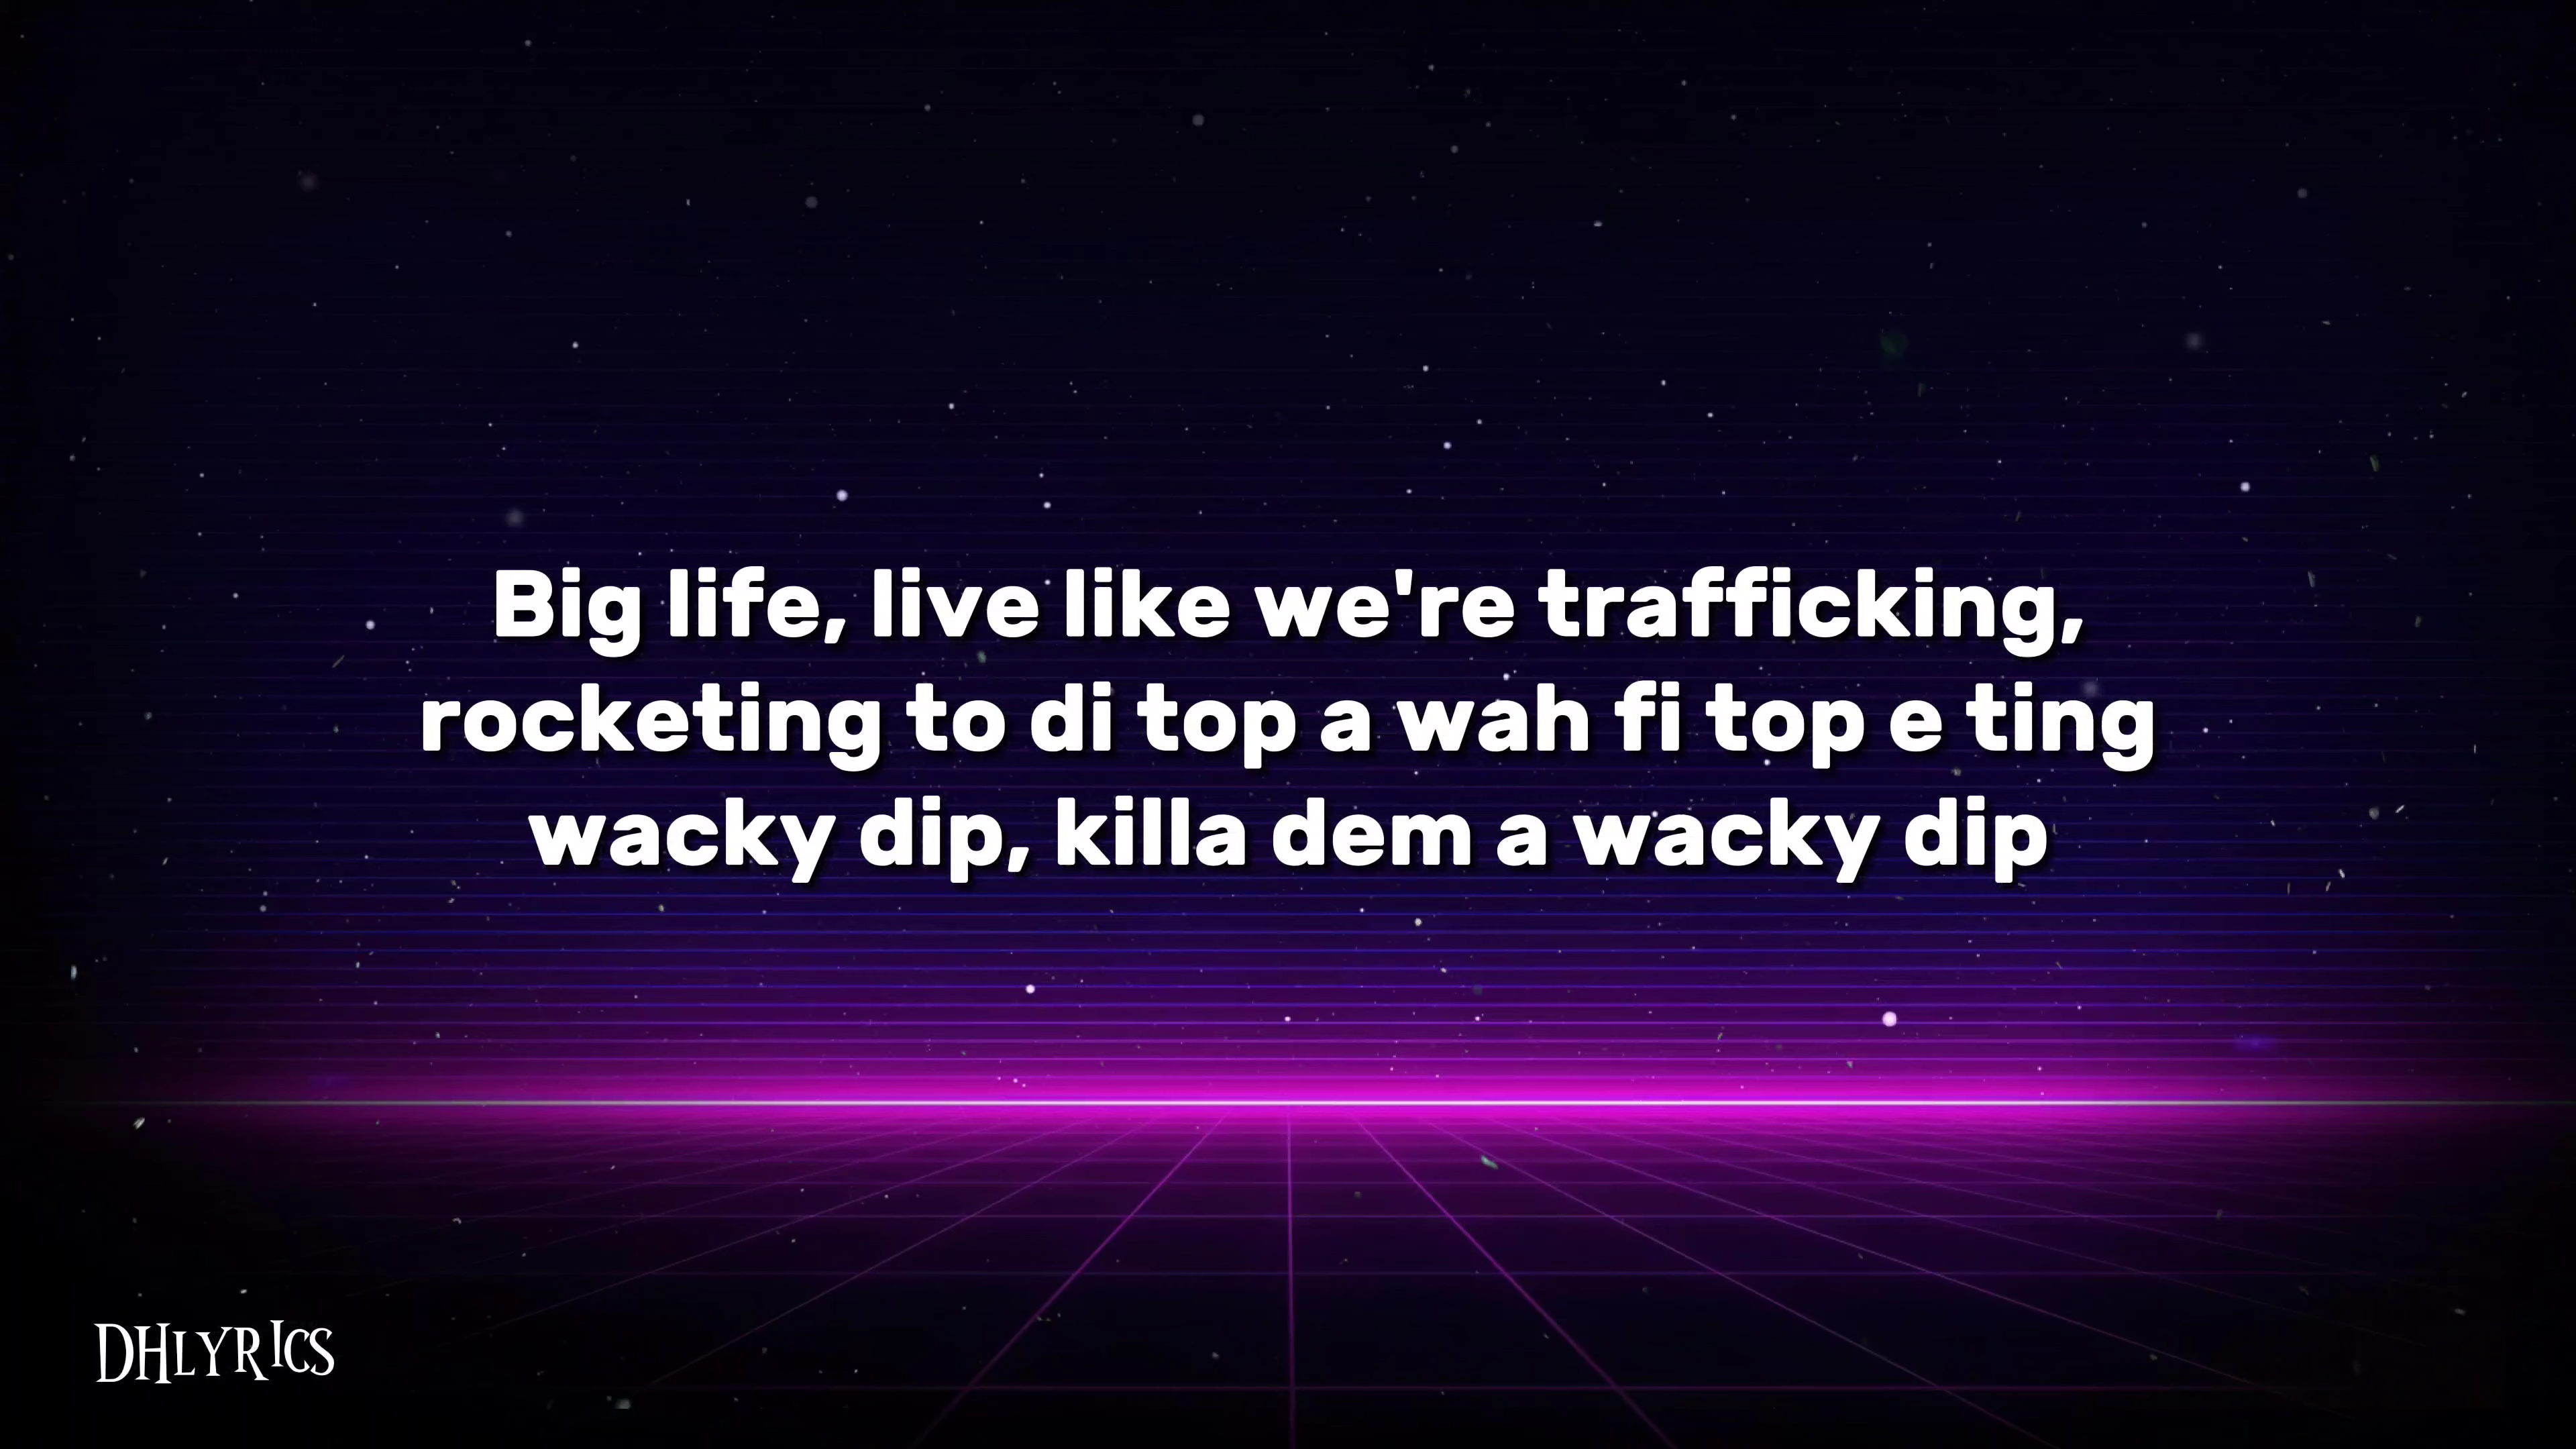 Big life, live like we're trafficking,
rocketing to di top a wah fi top e ting
wacky dip, killa dem a wacky dip
DHLYRICS